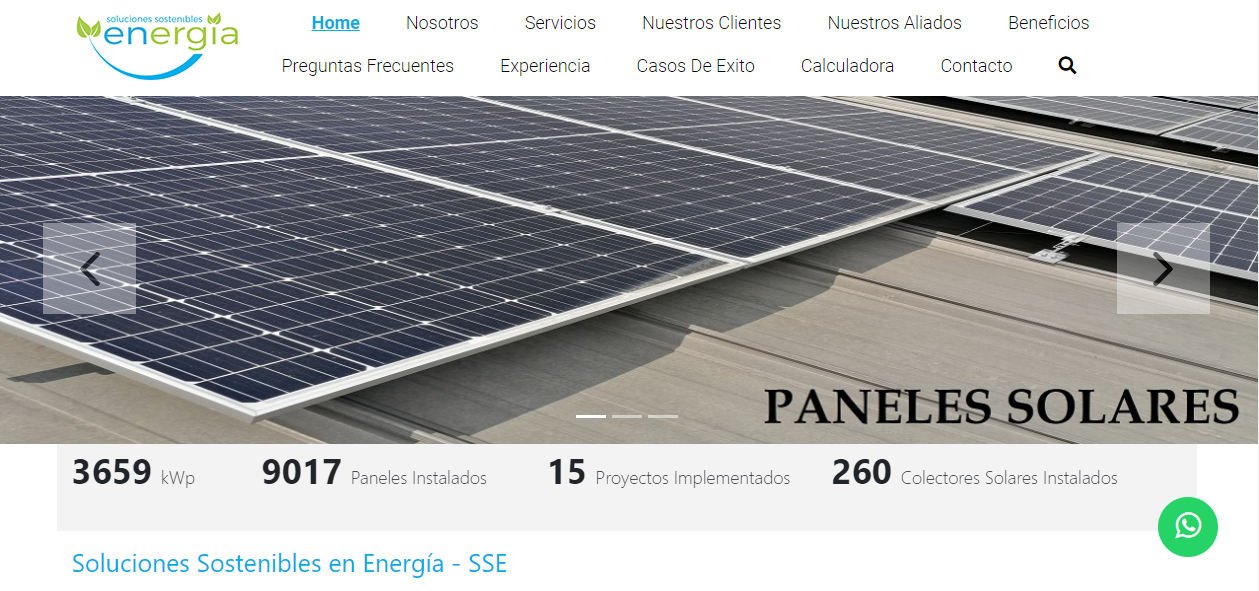 soluciones sostenibles
energía
Home Nosotros Servicios Nuestros Clientes Nuestros Aliados Beneficios
Preguntas Frecuentes Experiencia Casos De Exito Calculadora Contacto
PANELES SOLARES
3659 kWp 9017 Paneles Instalados 15 Proyectos Implementados 260 Colectores Solares Instalados
Soluciones Sostenibles en Energía - SSE